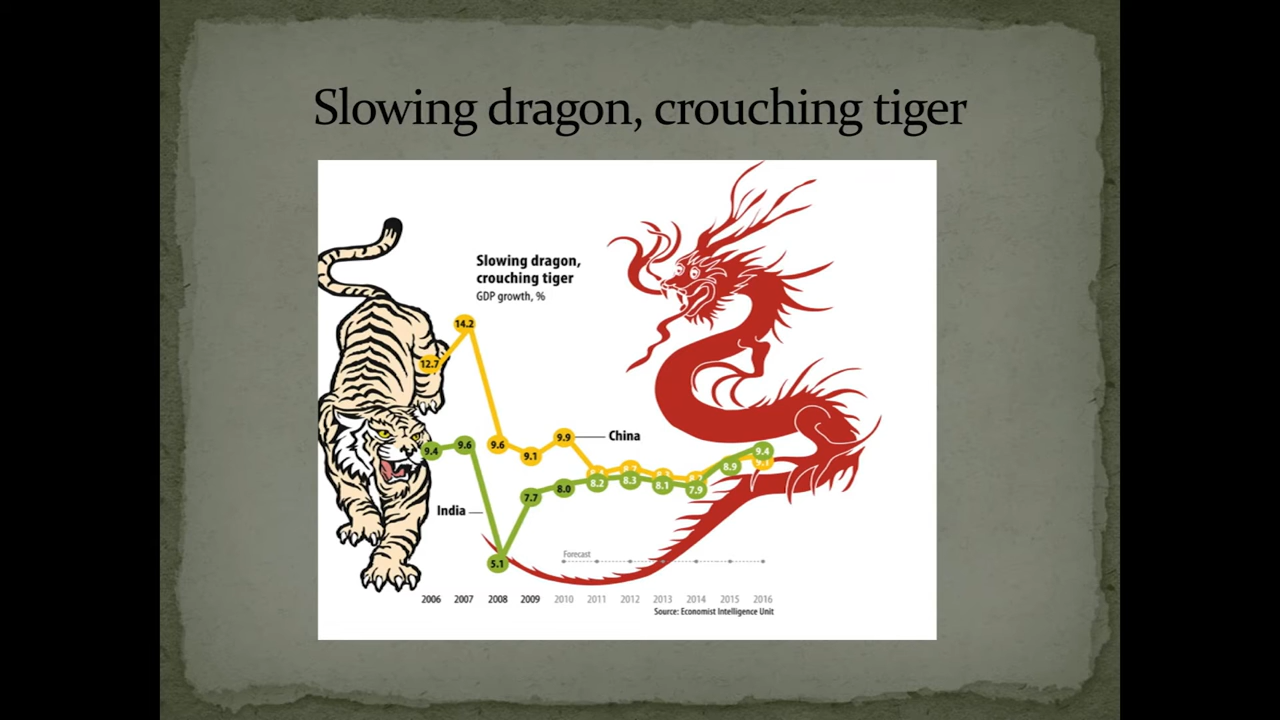 Slowing dragon, crouching tiger
Slowing dragon,
crouching tiger
GDP growth, %
14.2
12.7
9.6
9.1
9.9
China
9.4
9.6
India
5.1
7.7
8.0
8.2
8.3
8.1
7.9
8.9
9.4
9.1
Forecast
2006 2007 2008 2009 2010 2011 2012 2013 2014 2015 2016
Source: Economist Intelligence Unit